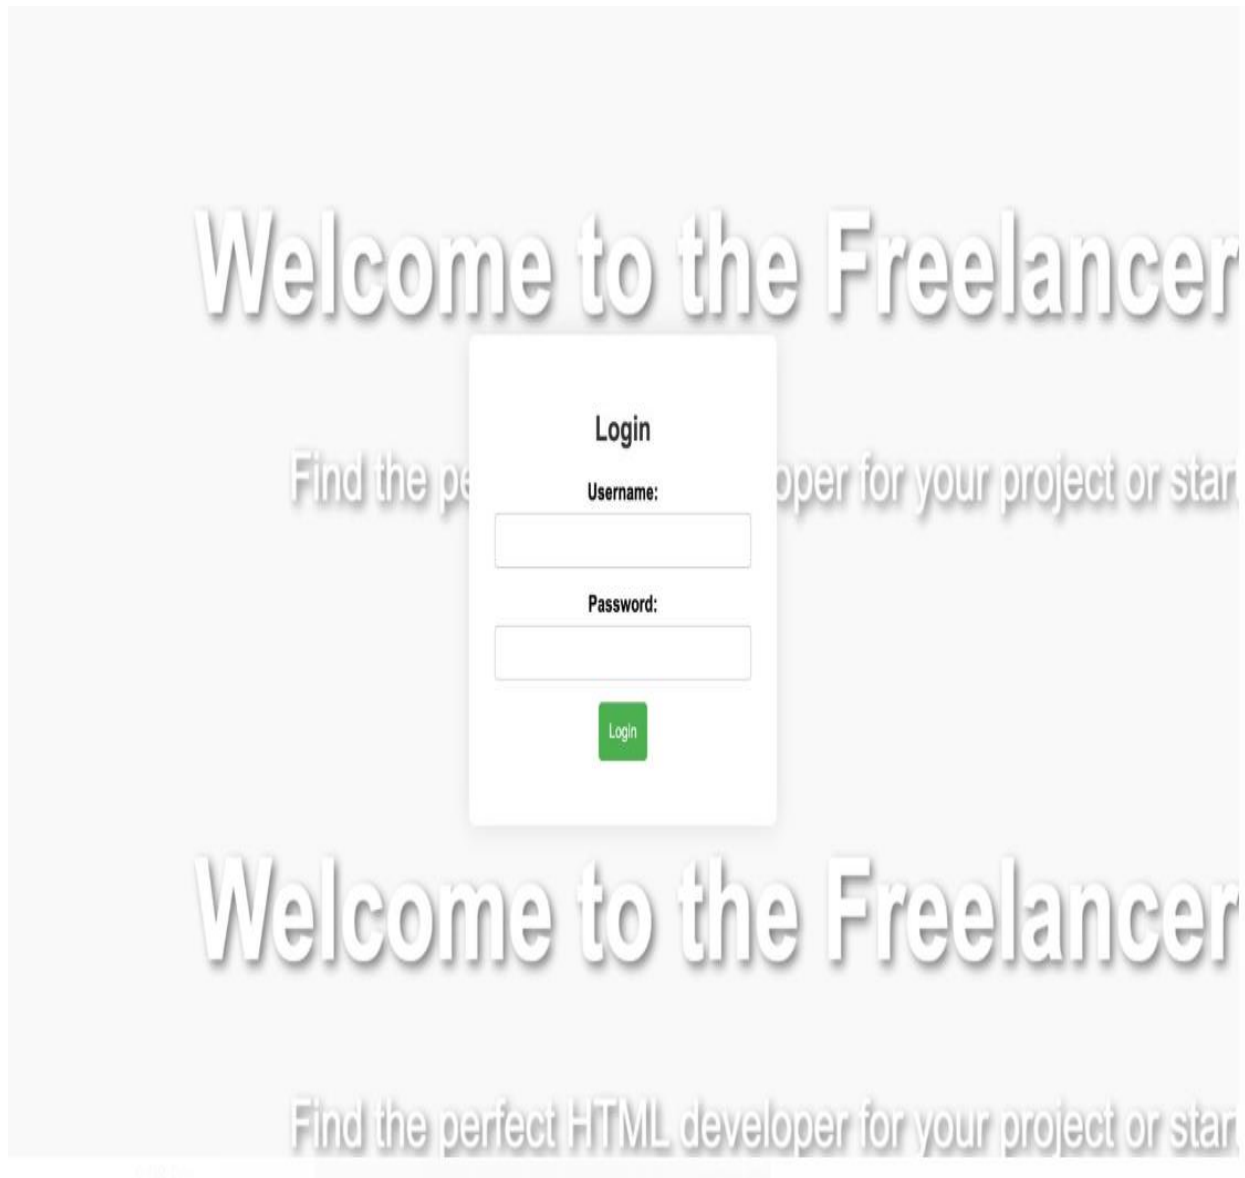 Welcome to the Freelancer
Login
Find the pe oper for your project or star
Username:
Password:
Login
Welcome to the Freelancer
Find the perfect HTML developer for your project or star